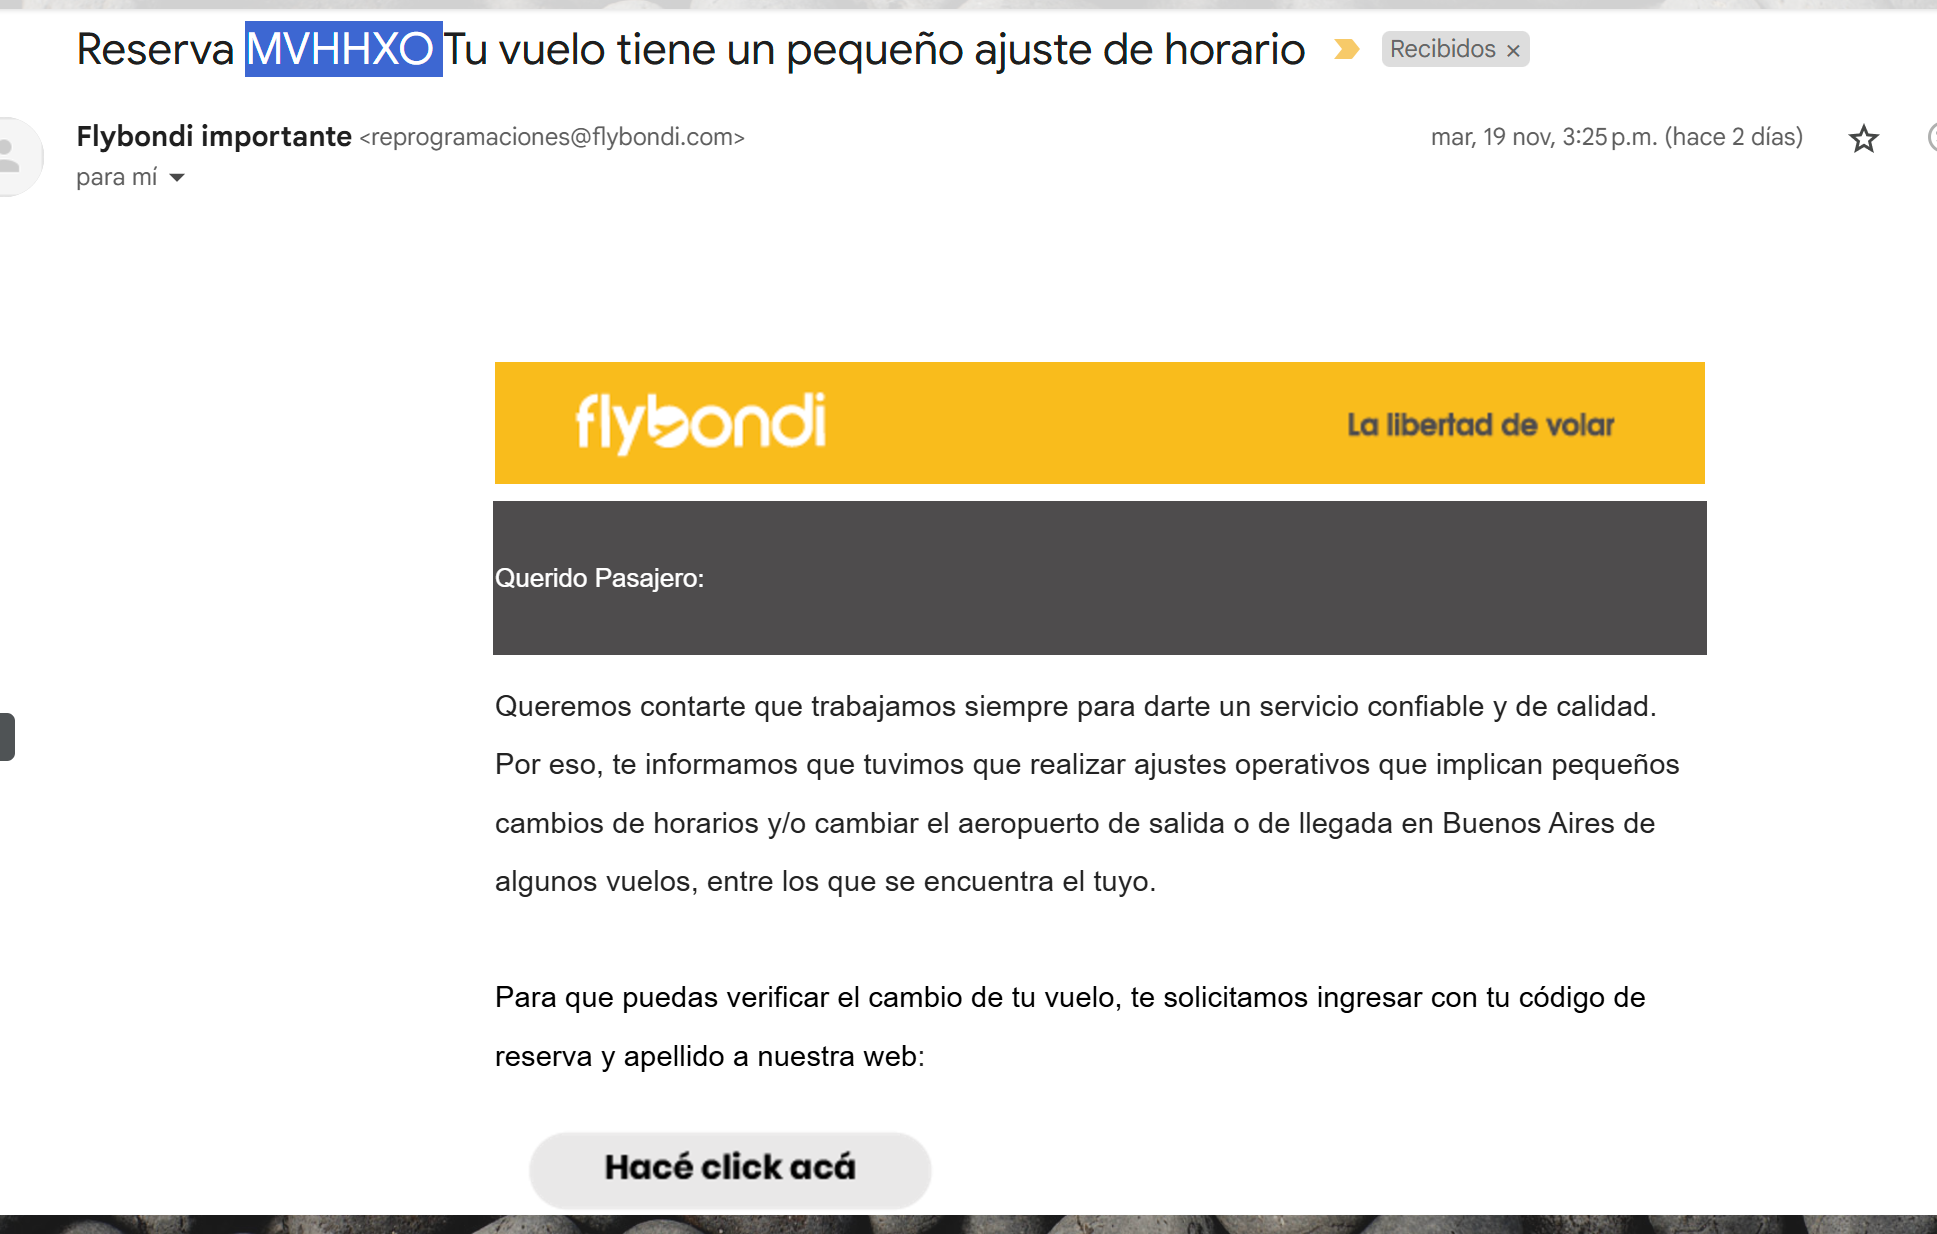 Reserva MVHHXO Tu vuelo tiene un pequeño ajuste de horario Recibidos ×
Flybondi importante <reprogramaciones@flybondi.com> mar, 19 nov, 3:25 p.m. (hace 2 días)
para mí
flybondi La libertad de volar
Querido Pasajero:
Queremos contarte que trabajamos siempre para darte un servicio confiable y de calidad.
Por eso, te informamos que tuvimos que realizar ajustes operativos que implican pequeños
cambios de horarios y/o cambiar el aeropuerto de salida o de llegada en Buenos Aires de
algunos vuelos, entre los que se encuentra el tuyo.
Para que puedas verificar el cambio de tu vuelo, te solicitamos ingresar con tu código de
reserva y apellido a nuestra web:
Hacé click acá